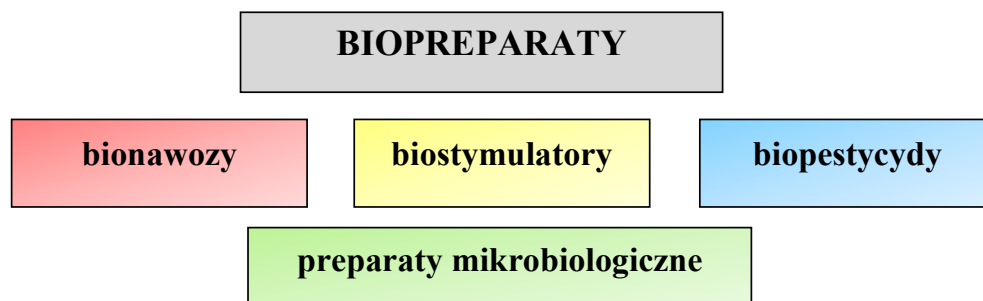 BIOPREPARATY
bionawozy
biostymulatory
biopestycydy
preparaty mikrobiologiczne